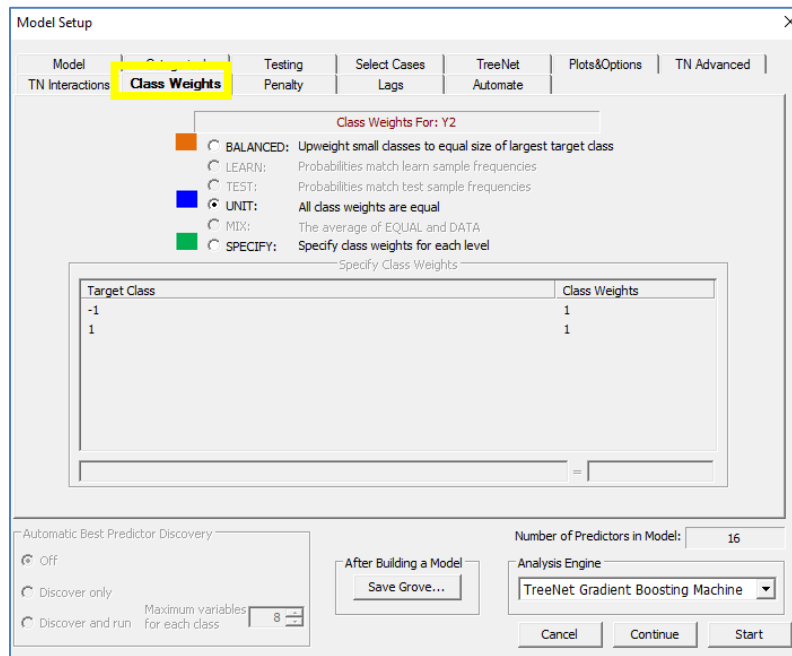 Model Setup
Model Testing Select Cases TreeNet Plots&Options TN Advanced
TN Interactions Class Weights Penalty Lags Automate
Class Weights For: Y2
BALANCED: Upweight small classes to equal size of largest target class
LEARN: Probabilities match learn sample frequencies
TEST: Probabilities match test sample frequencies
UNIT: All class weights are equal
MIX: The average of EQUAL and DATA
SPECIFY: Specify class weights for each level
Specify Class Weights
Target Class Class Weights
-1 1
1 1
=
Automatic Best Predictor Discovery
Off
Discover only
Discover and run
Maximum variables
for each class
8
After Building a Model
Save Grove...
Number of Predictors in Model: 16
Analysis Engine
TreeNet Gradient Boosting Machine
Cancel Continue Start